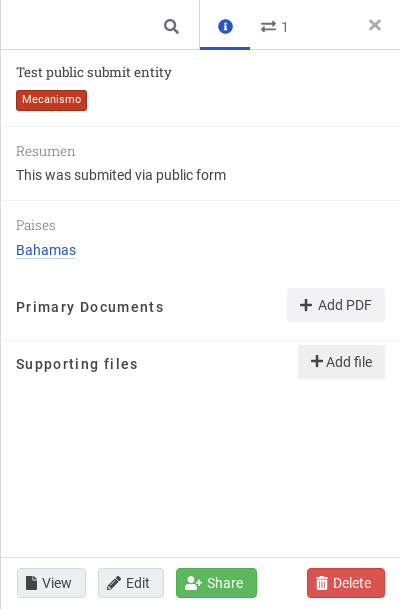 1
Test public submit entity
Mecanismo
Resumen
This was submited via public form
Paises
Bahamas
Primary Documents
Add PDF
Supporting files
Add file
View
Edit
Share
Delete